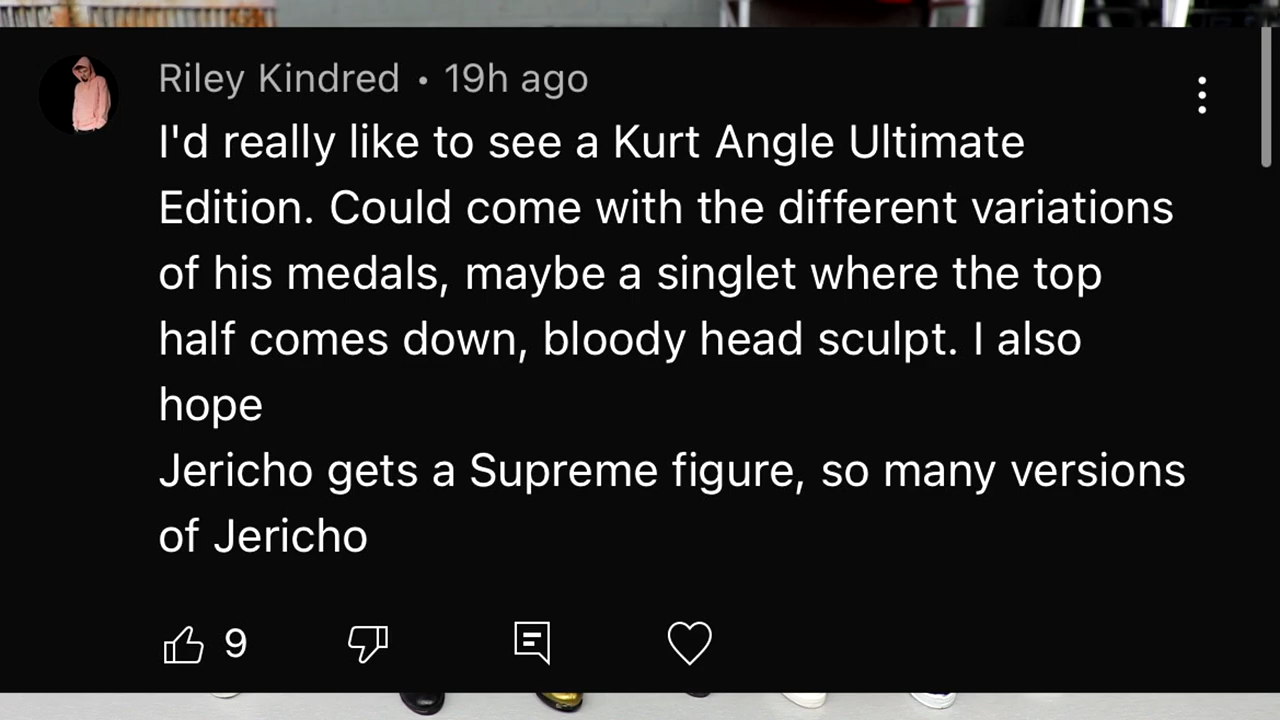 Riley Kindred • 19h ago
I'd really like to see a Kurt Angle Ultimate
Edition. Could come with the different variations
of his medals, maybe a singlet where the top
half comes down, bloody head sculpt. I also
hope
Jericho gets a Supreme figure, so many versions
of Jericho
9